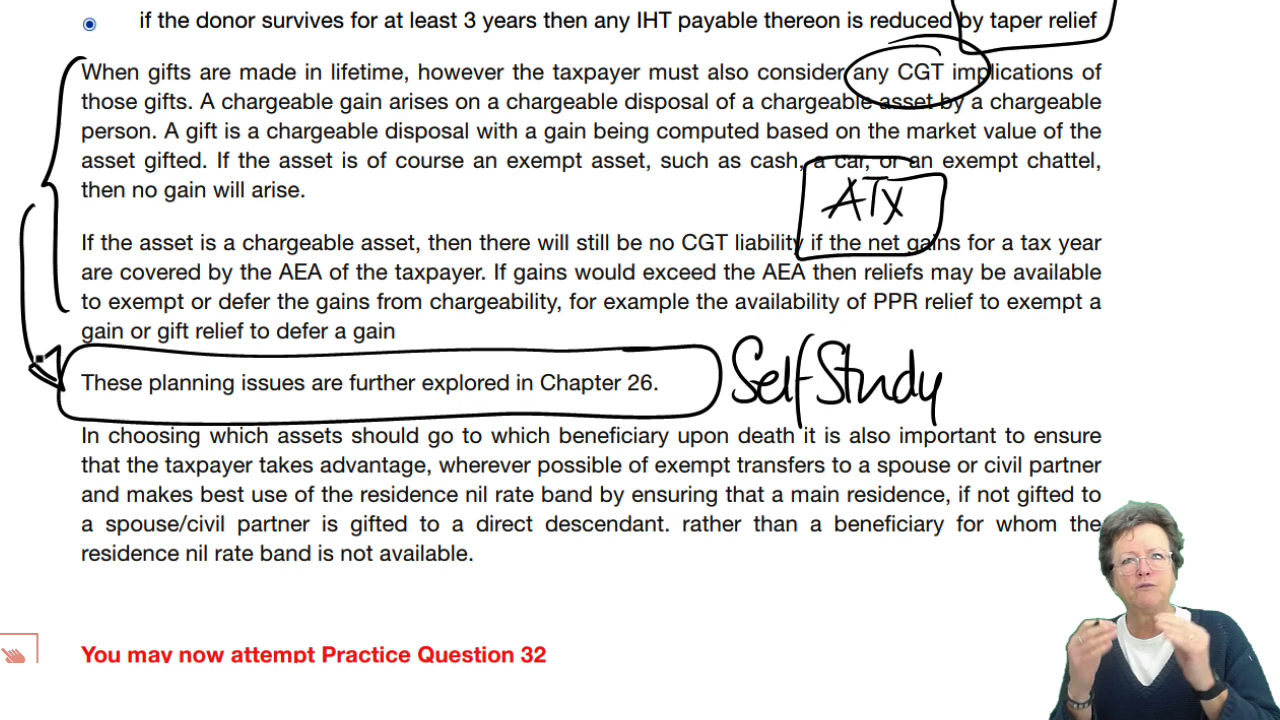 if the donor survives for at least 3 years then any IHT payable thereon is reduced by taper relief
When gifts are made in lifetime, however the taxpayer must also consider any CGT implications of
those gifts. A chargeable gain arises on a chargeable disposal of a chargeable asset by a chargeable
person. A gift is a chargeable disposal with a gain being computed based on the market value of the
asset gifted. If the asset is of course an exempt asset, such as cash, a car, or an exempt chattel,
then no gain will arise.
ATX
If the asset is a chargeable asset, then there will still be no CGT liability if the net gains for a tax year
are covered by the AEA of the taxpayer. If gains would exceed the AEA then reliefs may be available
to exempt or defer the gains from chargeability, for example the availability of PPR relief to exempt a
gain or gift relief to defer a gain
These planning issues are further explored in Chapter 26.
Self Study
In choosing which assets should go to which beneficiary upon death it is also important to ensure
that the taxpayer takes advantage, wherever possible of exempt transfers to a spouse or civil partner
and makes best use of the residence nil rate band by ensuring that a main residence, if not gifted to
a spouse/civil partner is gifted to a direct descendant. rather than a beneficiary for whom the
residence nil rate band is not available.
You may now attempt Practice Question 32